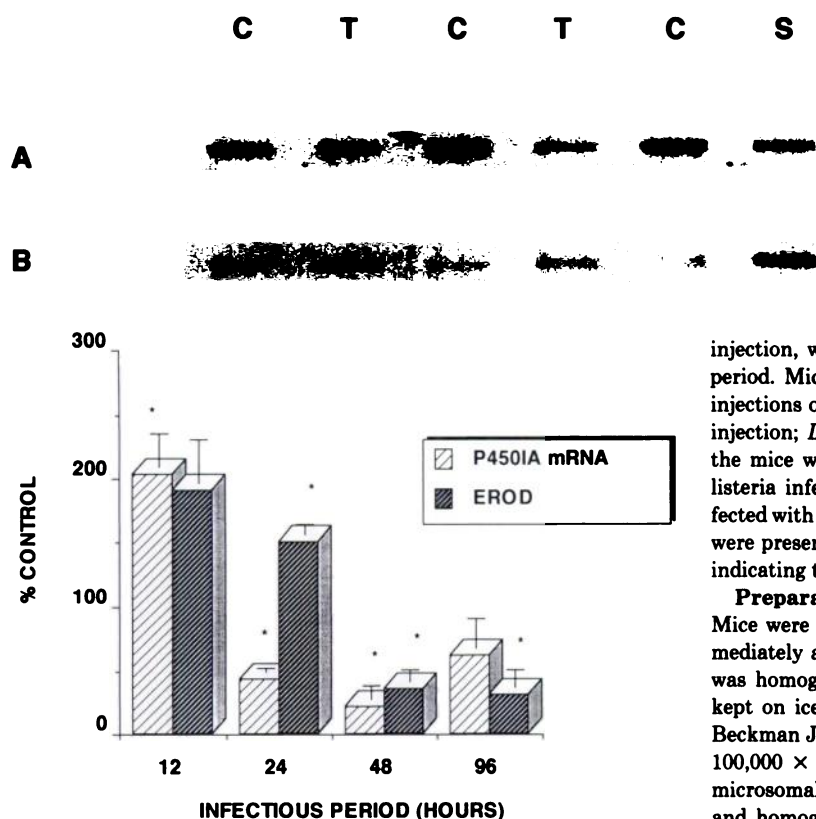 C T C T C S
A
B
300
200
100
0
% CONTROL
P450IA mRNA
EROD
* * * * * *
12 24 48 96
INFECTIOUS PERIOD (HOURS)
injection, w
period. Mic
injections o
injection; L
the mice w
listeria infe
fected with
were presen
indicating t
Prepara
Mice were
mediately a
was homog
kept on ice
Beckman J
100,000 ×
microsomal
and homog